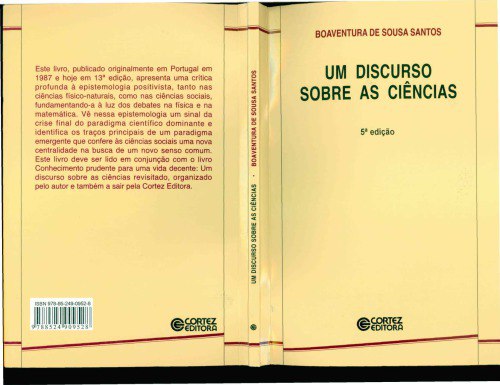 Este livro, publicado originalmente em Portugal em
1987 e hoje em 13ª edição, apresenta uma crítica
profunda à epistemologia positivista, tanto nas
ciências físico-naturais, como nas ciências sociais,
fundamentando-a à luz dos debates na física e na
matemática. Vê nessa epistemologia um sinal da
crise final do paradigma científico dominante e
identifica os traços principais de um paradigma
emergente que confere às ciências sociais uma nova
centralidade na busca de um novo senso comum.
Este livro deve ser lido em conjunção com o livro
Conhecimento prudente para uma vida decente: Um
discurso sobre as ciências revisitado, organizado
pelo autor e também a sair pela Cortez Editora.
ISBN 978-85-249-0952-8
9788524909528
CORTEZ
EDITORA
UM DISCURSO SOBRE AS CIÊNCIAS • BOAVENTURA DE SOUSA SANTOS
BOAVENTURA DE SOUSA SANTOS
UM DISCURSO
SOBRE AS CIÊNCIAS
5ª edição
CORTEZ
EDITORA